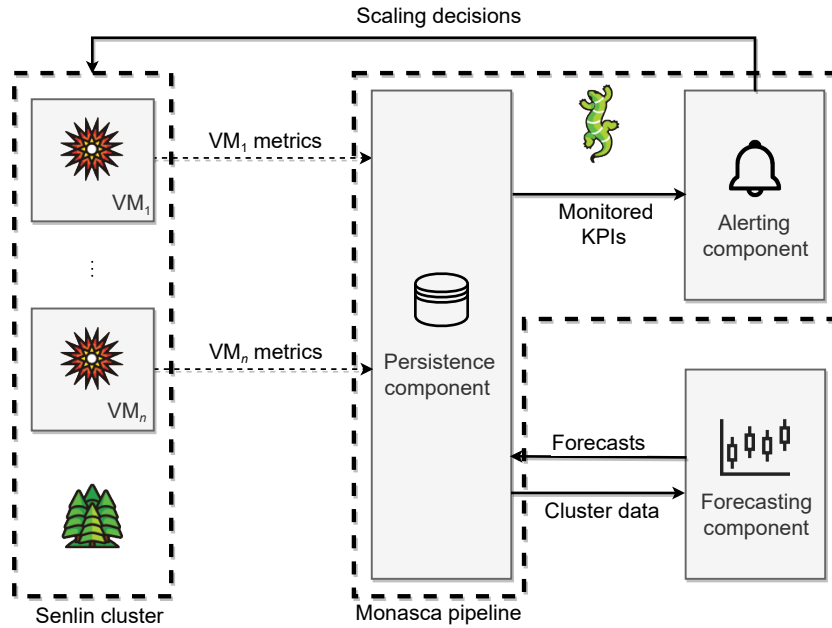 Scaling decisions
VM1
⋮
VMn
Senlin cluster
VM1 metrics
VMn metrics
Persistence
component
Monitored
KPIs
Alerting
component
Forecasts
Cluster data
Forecasting
component
Monasca pipeline